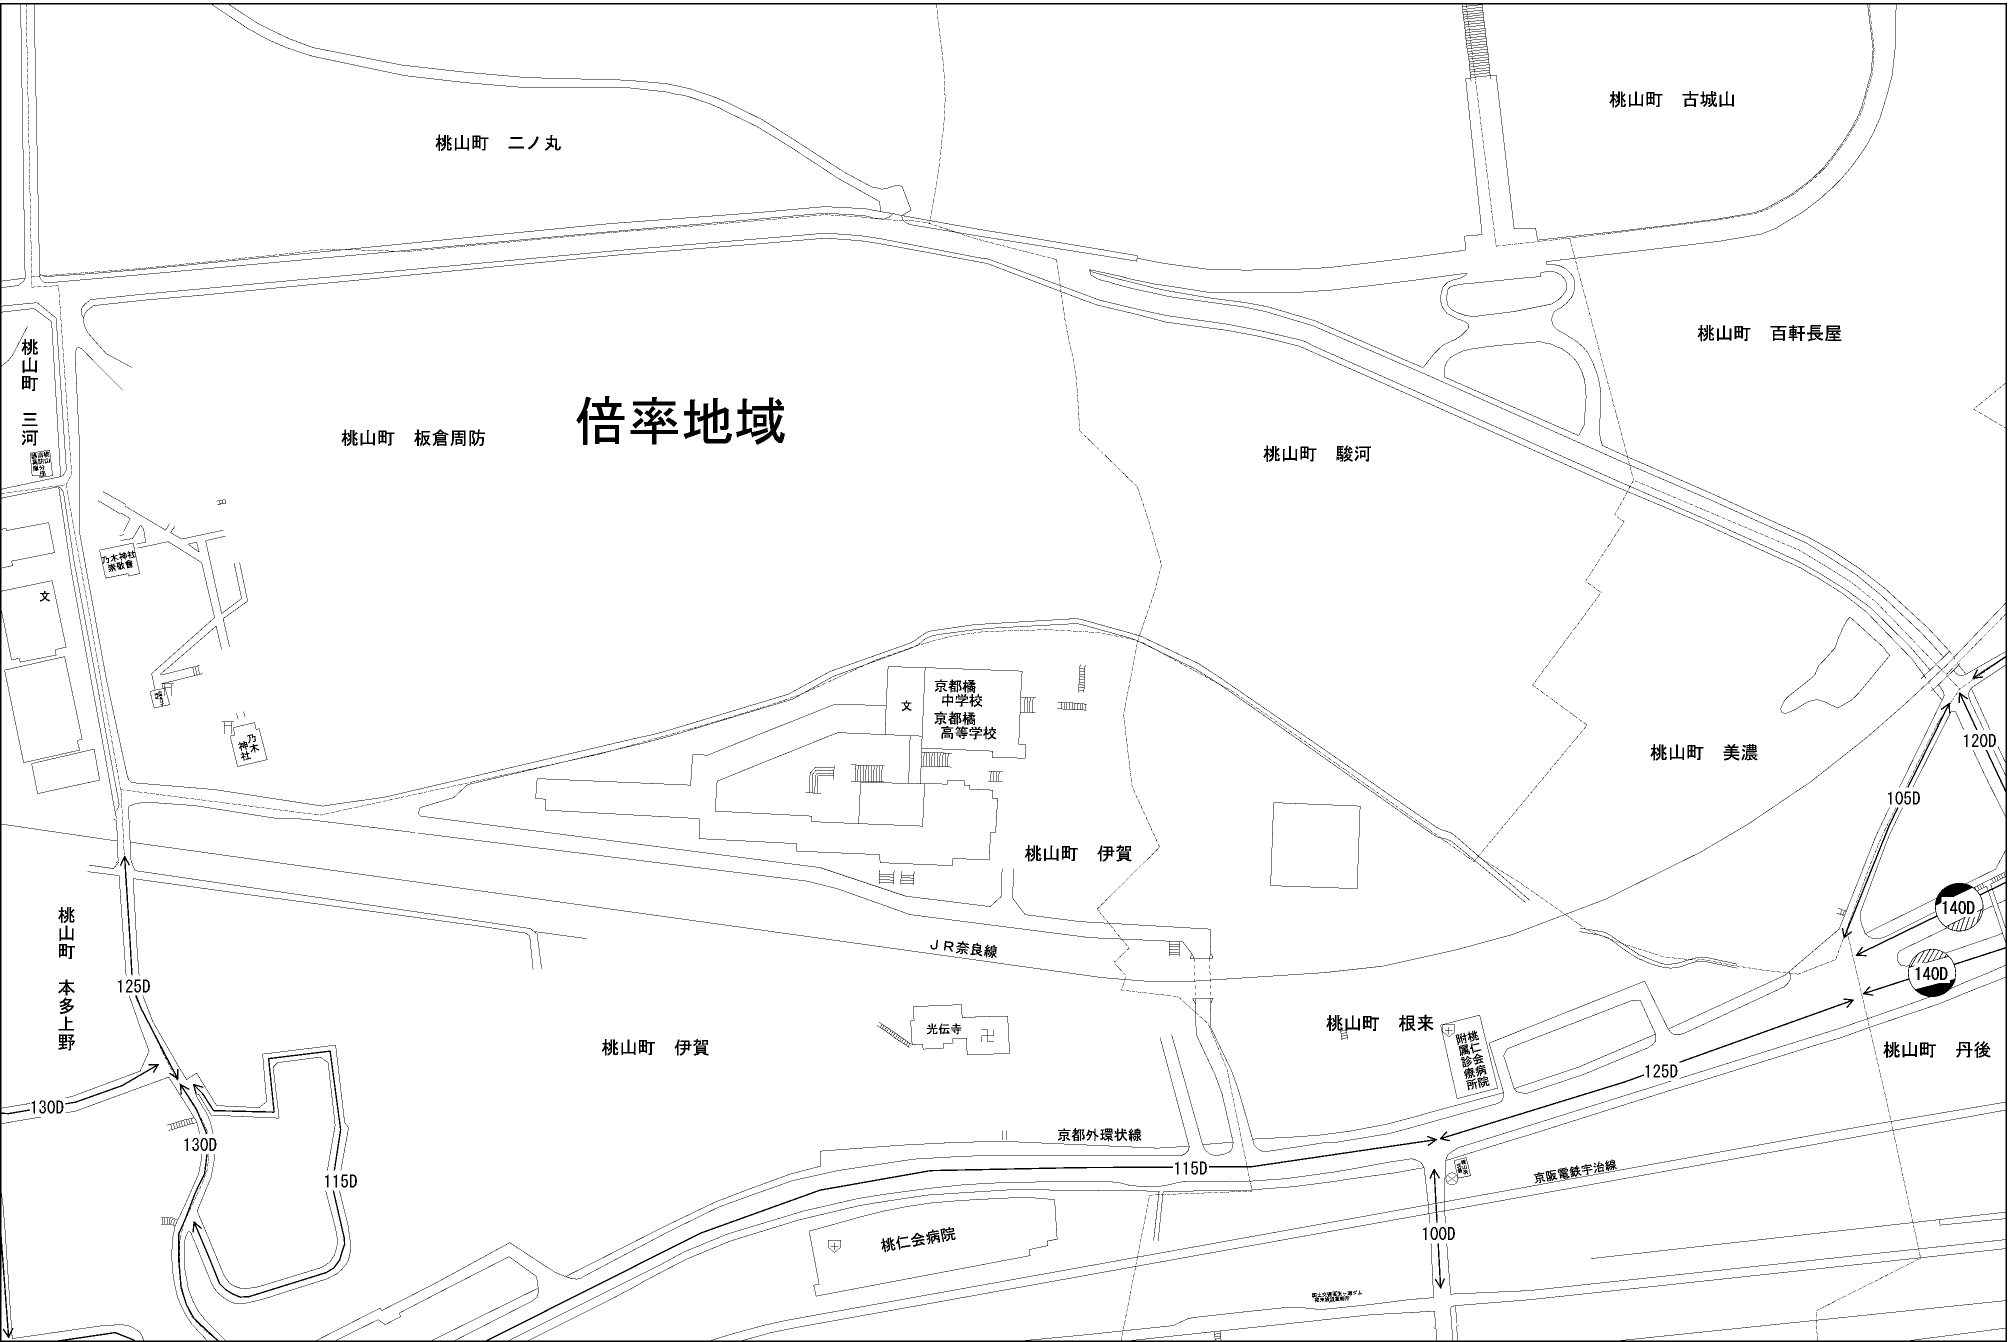 桃山町　古城山
桃山町　二ノ丸
桃山町　百軒長屋
桃山町　三河
倍率地域
桃山町　板倉周防
桃山町　駿河
乃木神社
崇敬會
文
京都橘
中学校
京都橘
高等学校
文
乃木
神社
桃山町　美濃
120D
105D
桃山町　伊賀
140D
桃山町　本多上野
JR奈良線
140D
125D
桃山町　根来
光伝寺
桃山町　伊賀
桃仁会病院
附属診療所
桃山町　丹後
125D
130D
130D
京都外環状線
115D
京阪電鉄宇治線
115D
100D
桃仁会病院